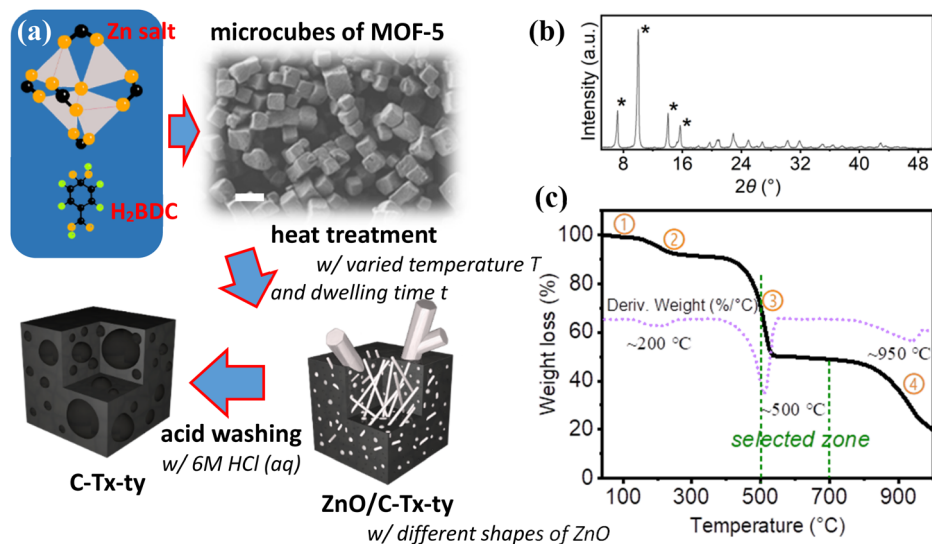 (a)
Zn salt
H₂BDC
microcubes of MOF-5
heat treatment
w/ varied temperature T
and dwelling time t
acid washing
w/ 6M HCl (aq)
C-Tx-ty
ZnO/C-Tx-ty
w/ different shapes of ZnO
(b)
Intensity (a.u.)
* * * *
8 16 24 32 40 48
2θ (°)
(c)
Weight loss (%)
100
80
60
40
20
0
① ② ③ ④
Deriv. Weight (%/°C)
~200 °C
~500 °C
~950 °C
selected zone
100 300 500 700 900
Temperature (°C)